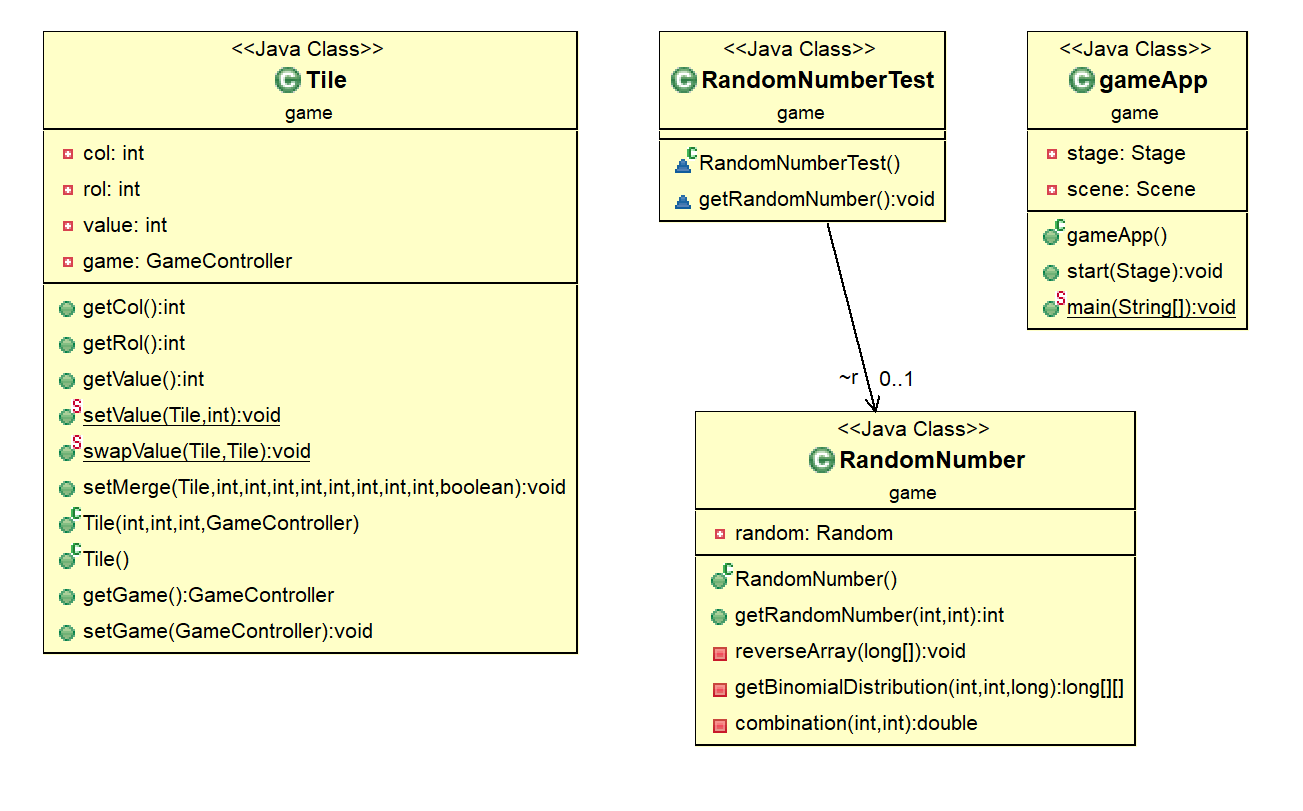 <<Java Class>>
Tile
game
col: int
rol: int
value: int
game: GameController
getCol():int
getRol():int
getValue():int
setValue(Tile,int):void
swapValue(Tile,Tile):void
setMerge(Tile,int,int,int,int,int,int,int,int,boolean):void
Tile(int,int,int,GameController)
Tile()
getGame():GameController
setGame(GameController):void
<<Java Class>>
RandomNumberTest
game
RandomNumberTest()
getRandomNumber():void
~r 0..1
<<Java Class>>
gameApp
game
stage: Stage
scene: Scene
gameApp()
start(Stage):void
main(String[]):void
<<Java Class>>
RandomNumber
game
random: Random
RandomNumber()
getRandomNumber(int,int):int
reverseArray(long[]):void
getBinomialDistribution(int,int,long):long[][]
combination(int,int):double